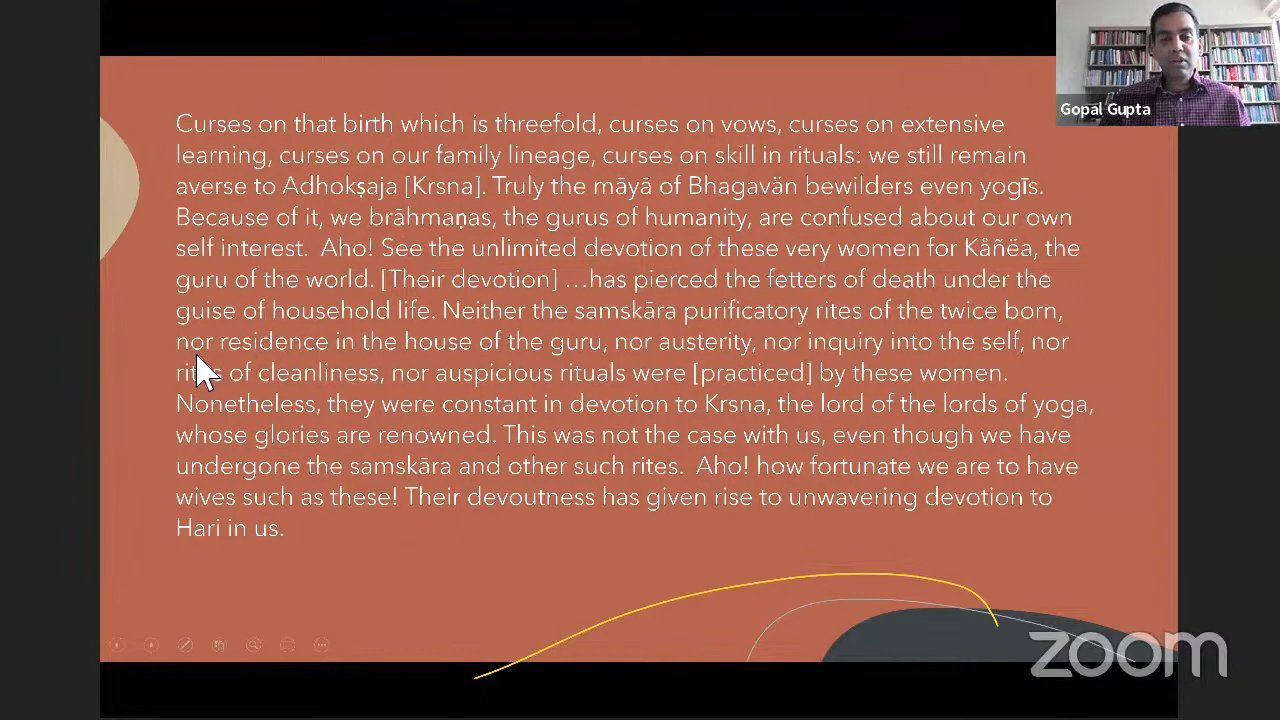 Curses on that birth which is threefold, curses on vows, curses on extensive
learning, curses on our family lineage, curses on skill in rituals: we still remain
averse to Adhokṣaja [Krsna]. Truly the māyā of Bhagavän bewilders even yogīs.
Because of it, we brāhmaṇas, the gurus of humanity, are confused about our own
self interest.  Aho! See the unlimited devotion of these very women for Kåñëa, the
guru of the world. [Their devotion] …has pierced the fetters of death under the
guise of household life. Neither the samskāra purificatory rites of the twice born,
nor residence in the house of the guru, nor austerity, nor inquiry into the self, nor
of cleanliness, nor auspicious rituals were [practiced] by these women.
Nonetheless, they were constant in devotion to Krsna, the lord of the lords of yoga,
whose glories are renowned. This was not the case with us, even though we have
undergone the samskāra and other such rites.  Aho! how fortunate we are to have
wives such as these! Their devoutness has given rise to unwavering devotion to
Hari in us.
Gopal Gupta
zoom